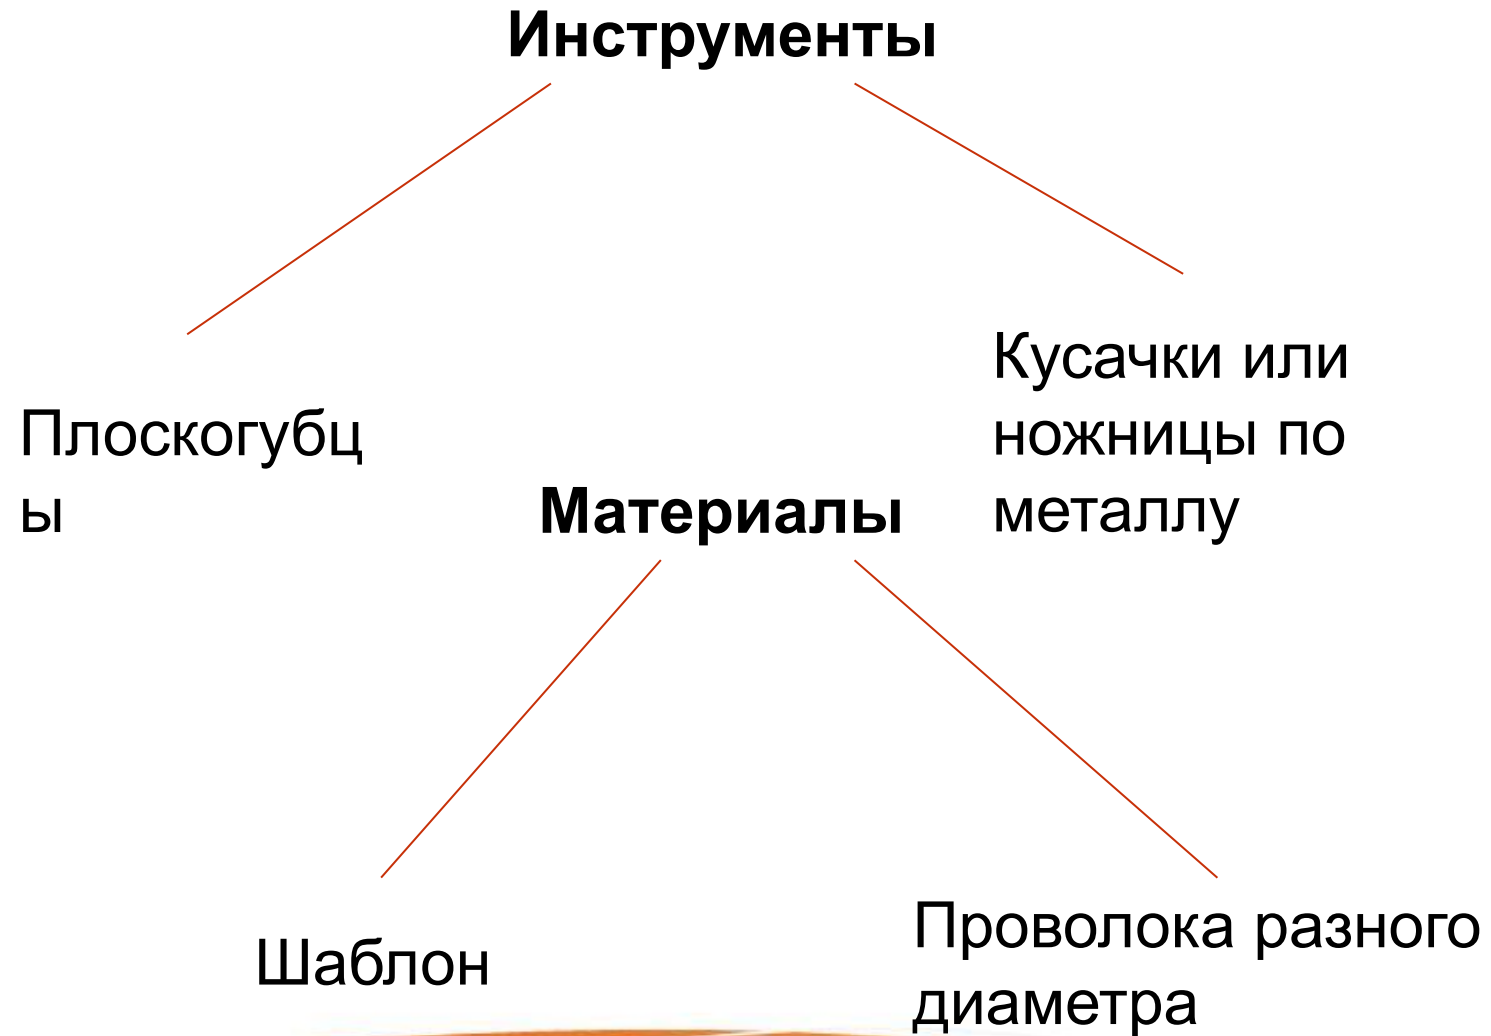 Инструменты
Плоскогубц
ы
Кусачки или
ножницы по
металлу
Материалы
Шаблон
Проволока разного
диаметра